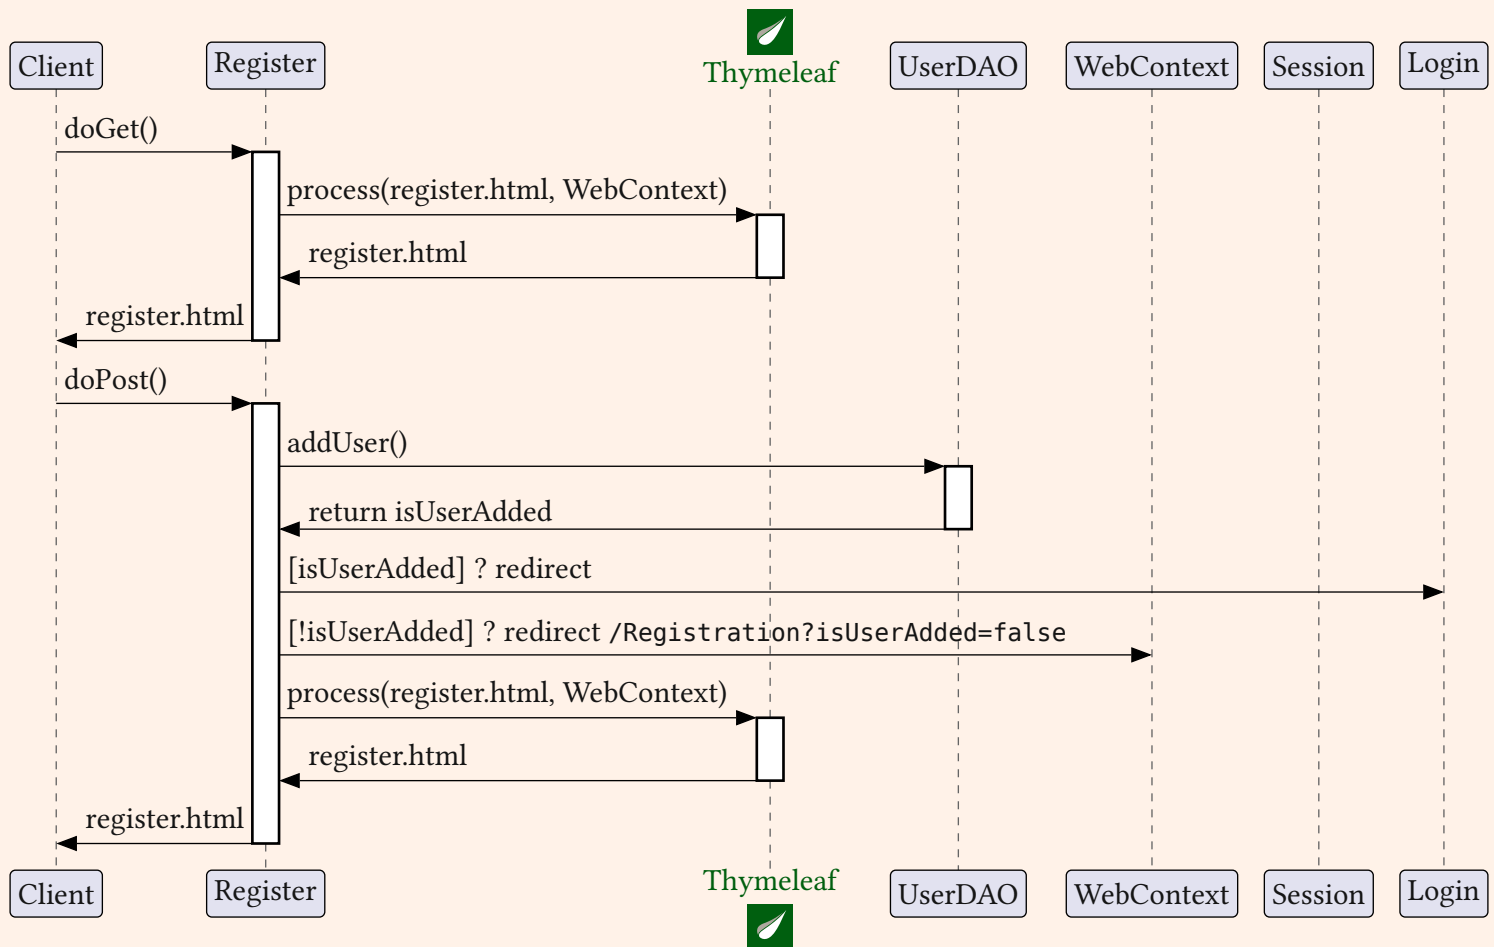 Client
Register
Thymeleaf
UserDAO
WebContext
Session
Login
doGet()
process(register.html, WebContext)
register.html
register.html
doPost()
addUser()
return isUserAdded
[isUserAdded] ? redirect
[!isUserAdded] ? redirect /Registration?isUserAdded=false
process(register.html, WebContext)
register.html
register.html
Client
Register
Thymeleaf
UserDAO
WebContext
Session
Login